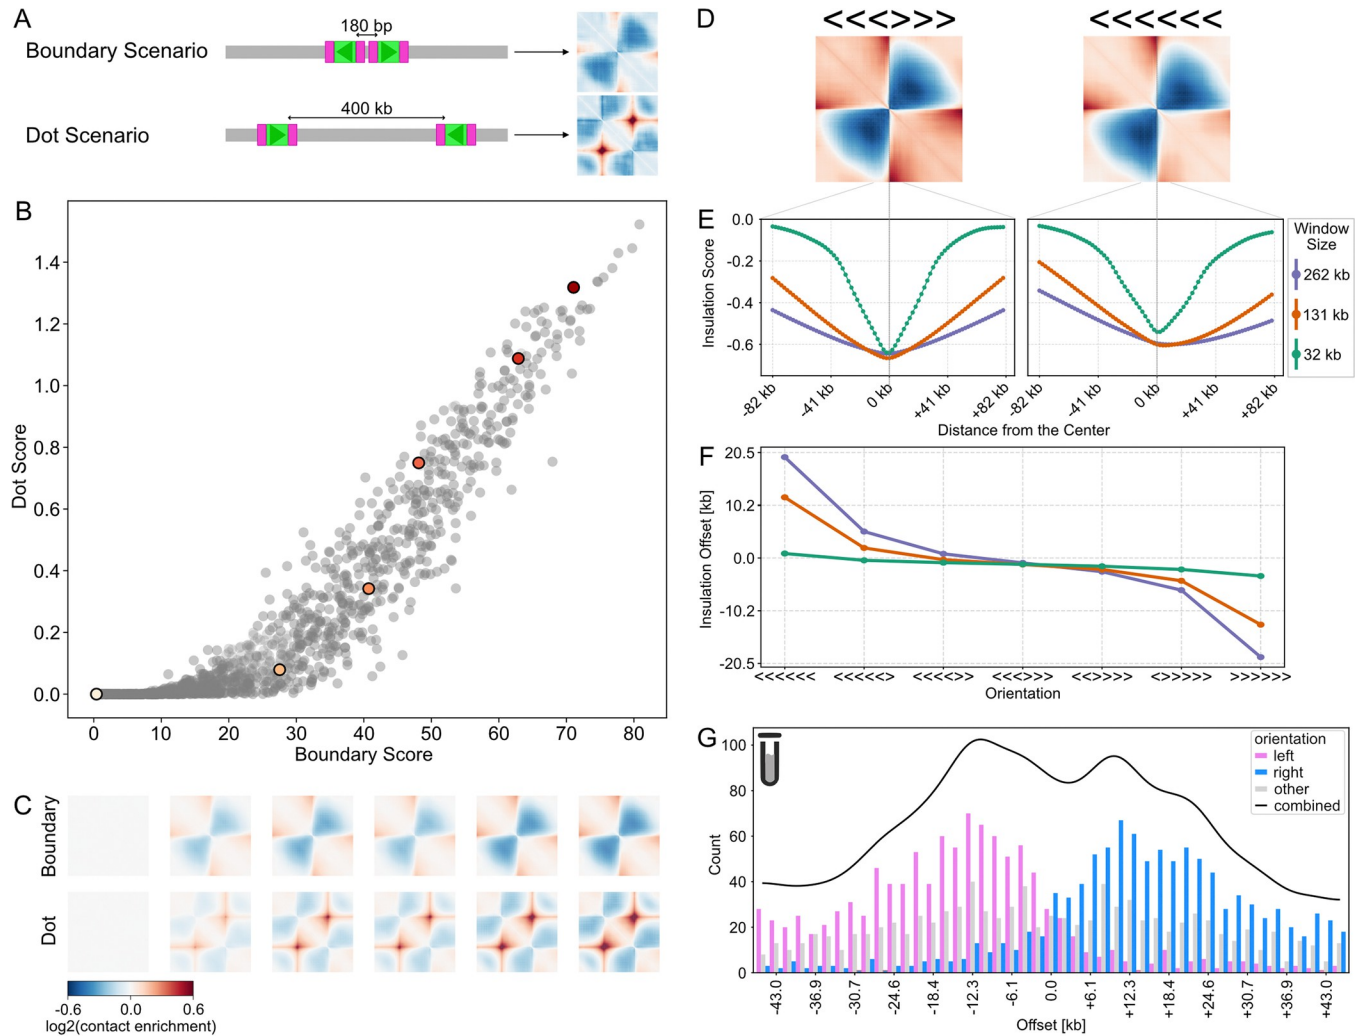 A
180 bp
Boundary Scenario
400 kb
Dot Scenario
B
Dot Score
1.4
1.2
1.0
0.8
0.6
0.4
0.2
0.0
0 10 20 30 40 50 60 70 80
Boundary Score
C
Boundary
Dot
-0.6 0.0 0.6
log2(contact enrichment)
D
<<<>>> <<<<<<
E
Insulation Score
0.0
-0.2
-0.4
-0.6
-82 kb -41 kb 0 kb +41 kb +82 kb -82 kb -41 kb 0 kb +41 kb +82 kb
Distance from the Center
Window
Size
262 kb
131 kb
32 kb
F
Insulation Offset [kb]
20.5
10.2
0.0
-10.2
-20.5
<<<<<< <<<<<> <<<<>> <<<>>> <<>>>> <>>>>> >>>>>>
Orientation
G
Count
100
80
60
40
20
0
-43.0 -36.9 -30.7 -24.6 -18.4 -12.3 -6.1 0.0 +6.1 +12.3 +18.4 +24.6 +30.7 +36.9 +43.0
Offset [kb]
orientation
left
right
other
combined